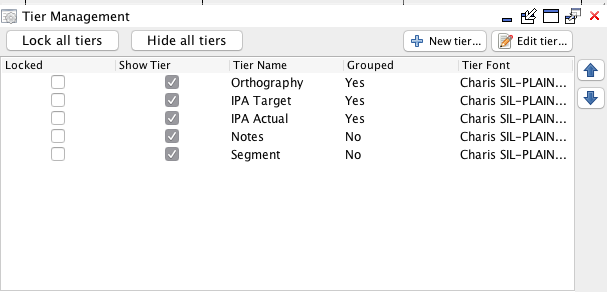 Tier Management
Lock all tiers Hide all tiers New tier... Edit tier...
Locked Show Tier Tier Name Grouped Tier Font
Orthography Yes Charis SIL-PLAIN...
IPA Target Yes Charis SIL-PLAIN...
IPA Actual Yes Charis SIL-PLAIN...
Notes No Charis SIL-PLAIN...
Segment No Charis SIL-PLAIN...